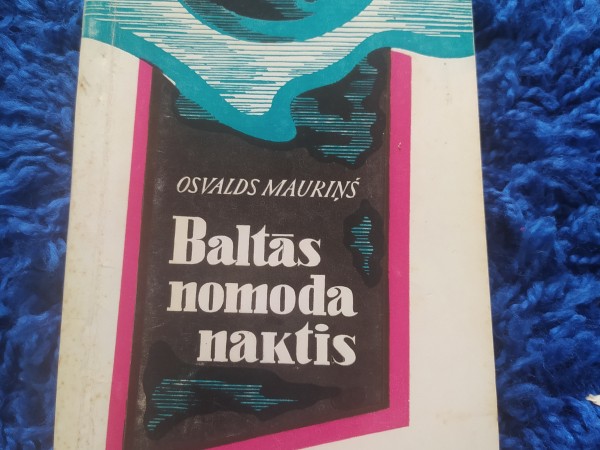 OSVALDS MAURIŅŠ
Baltās
nomoda
naktis